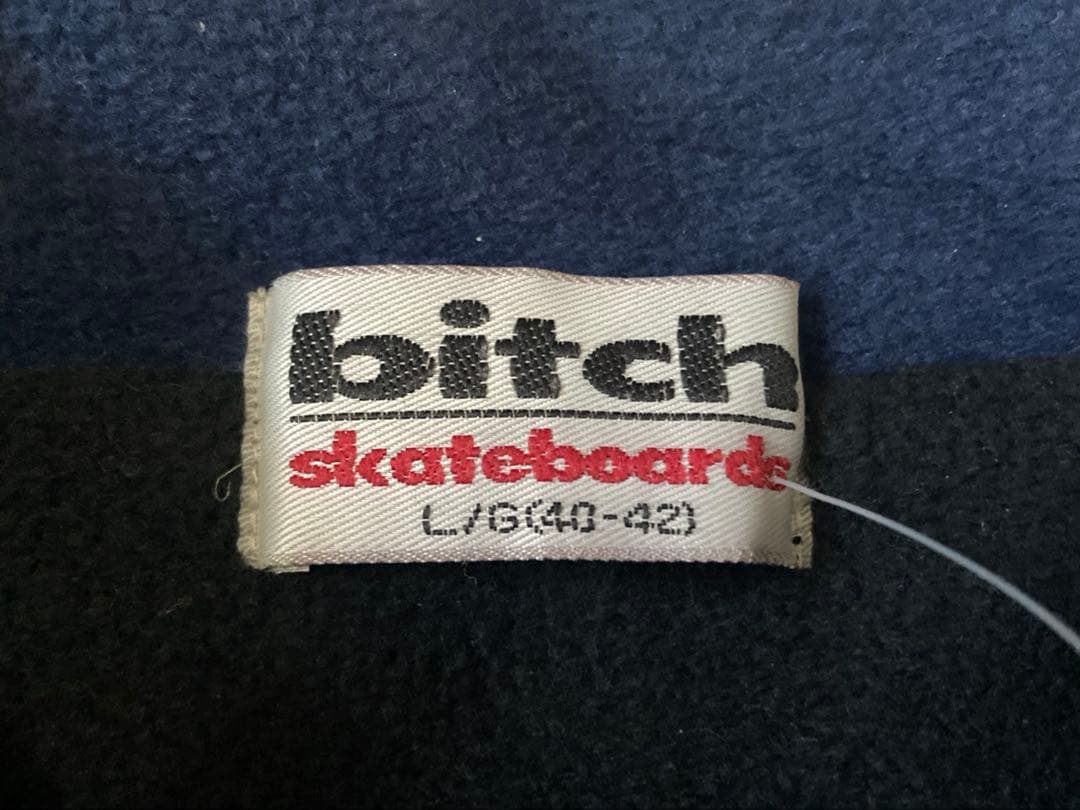 bitch
skateboards
L/G(40-42)